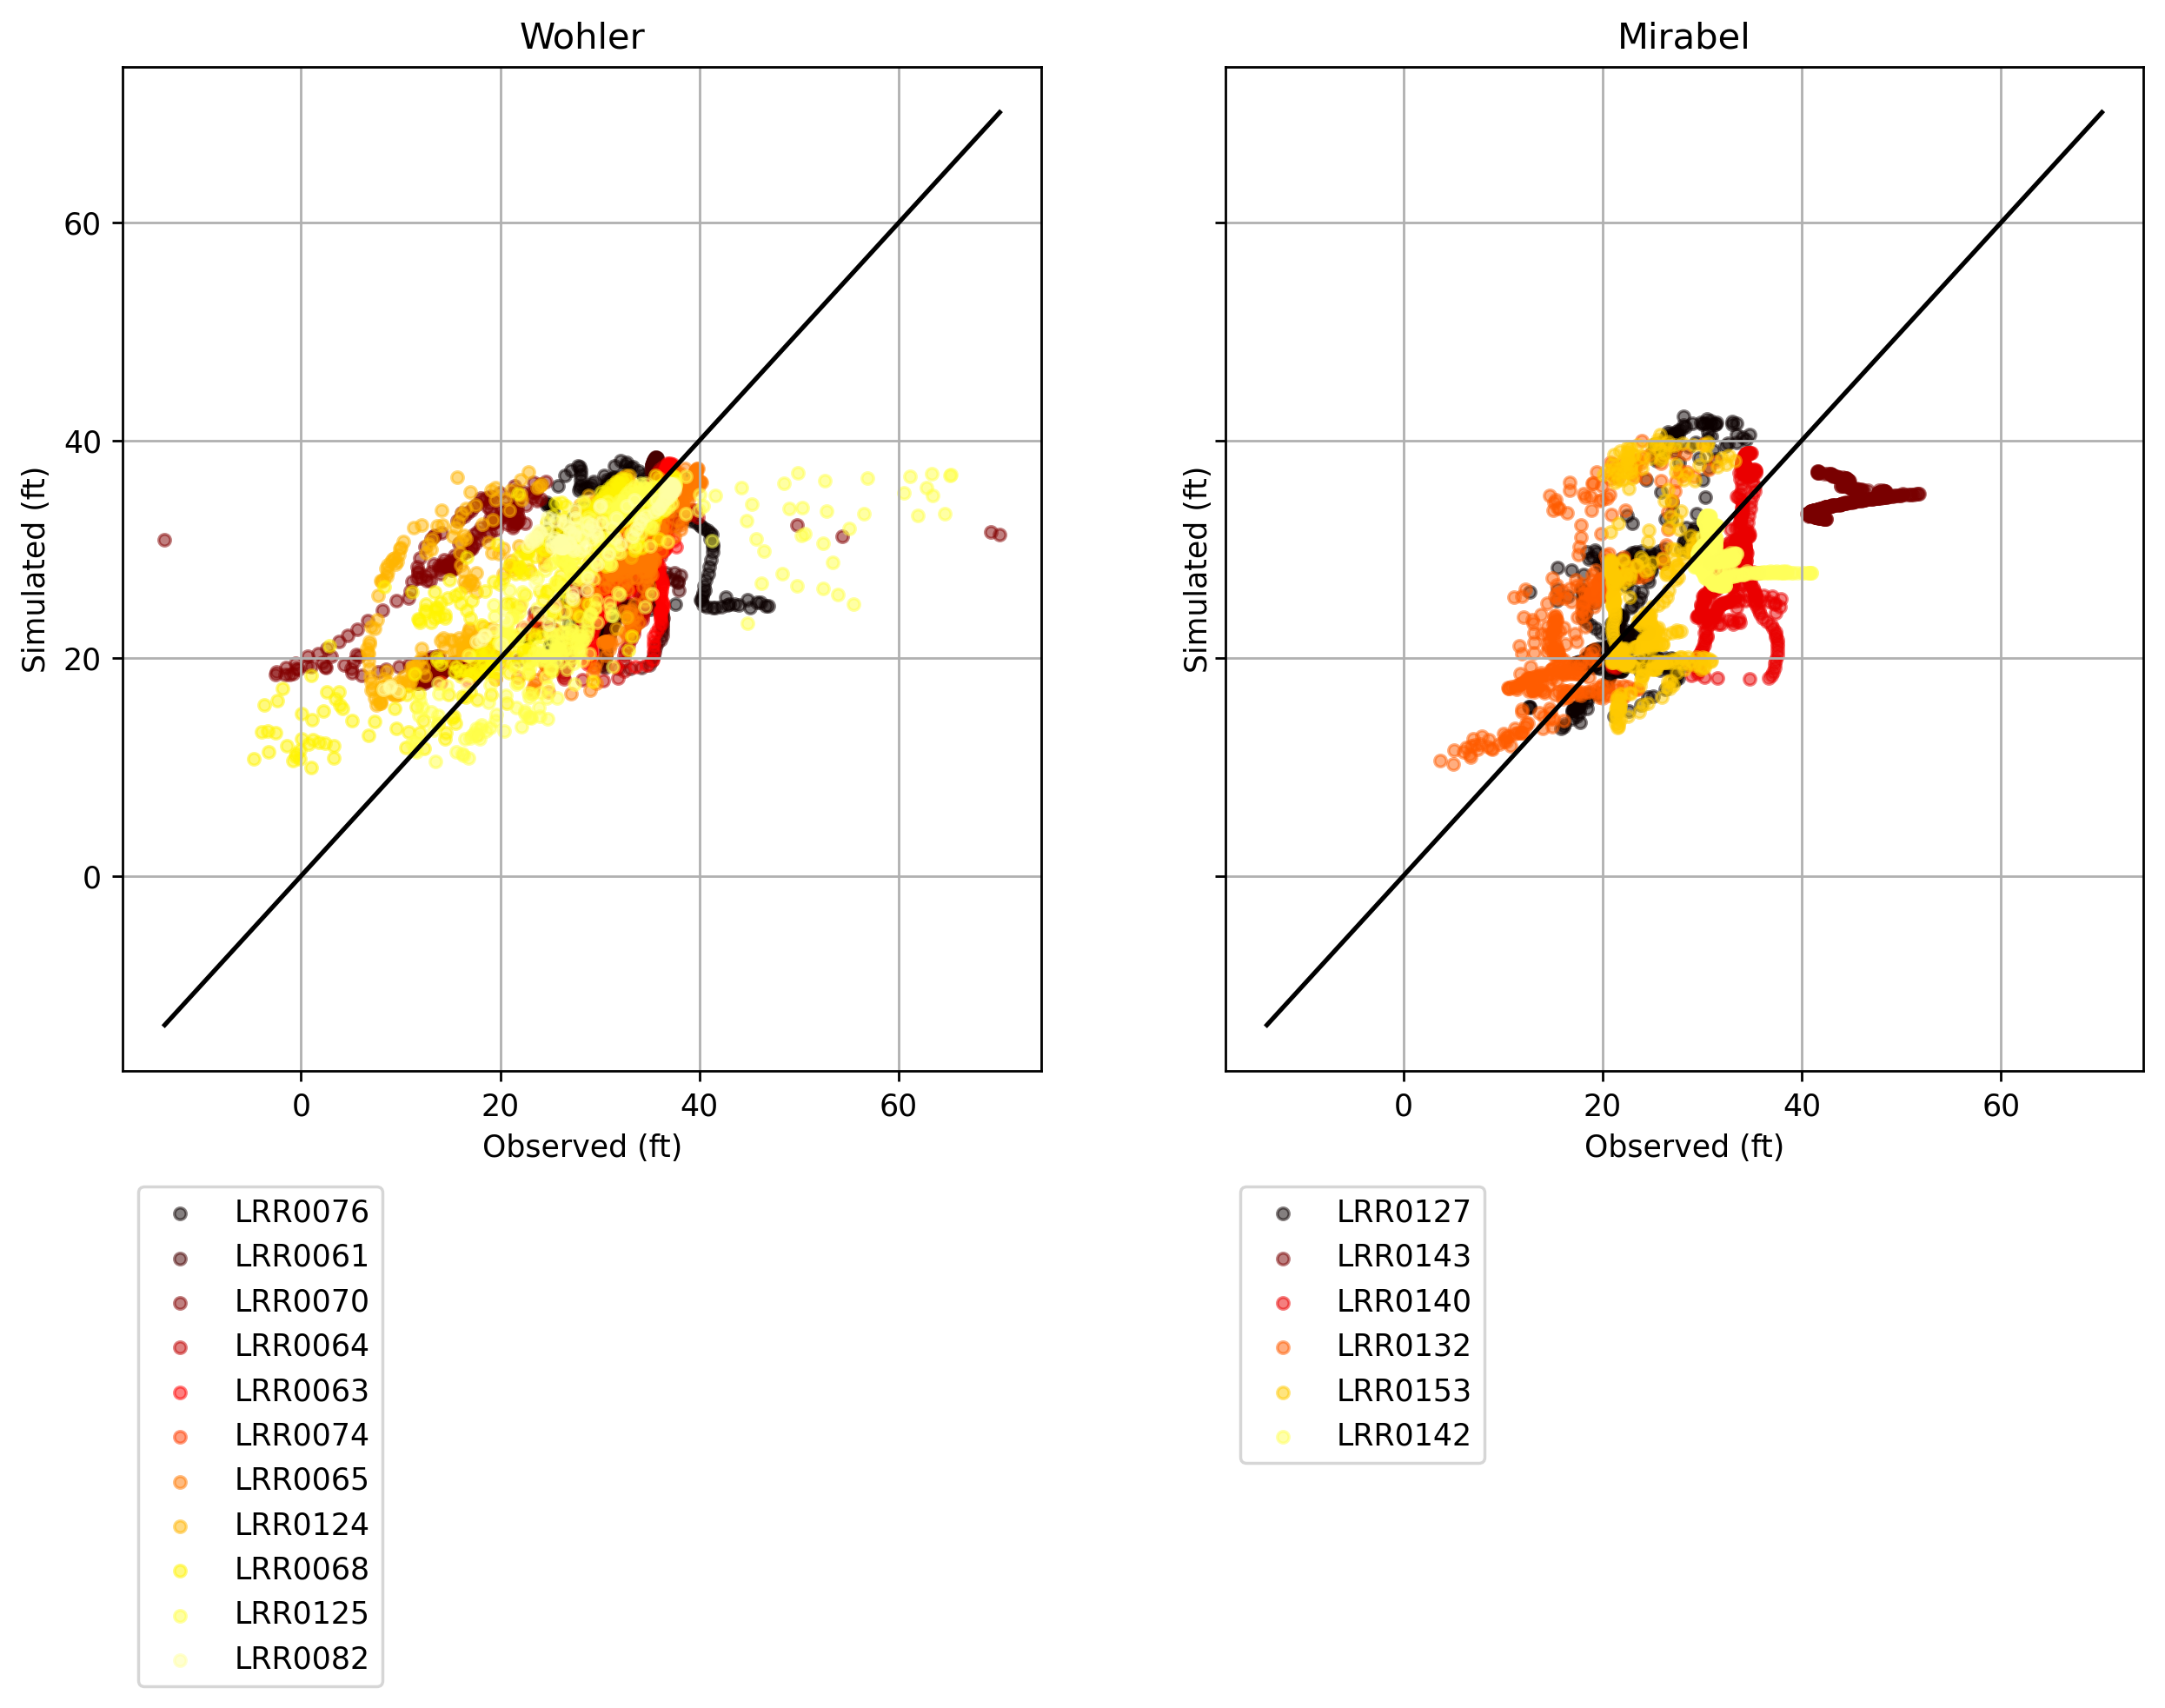 Wohler
Simulated (ft)
60
40
20
0
0 20 40 60
Observed (ft)
LRR0076
LRR0061
LRR0070
LRR0064
LRR0063
LRR0074
LRR0065
LRR0124
LRR0068
LRR0125
LRR0082
Mirabel
Simulated (ft)
0 20 40 60
Observed (ft)
LRR0127
LRR0143
LRR0140
LRR0132
LRR0153
LRR0142